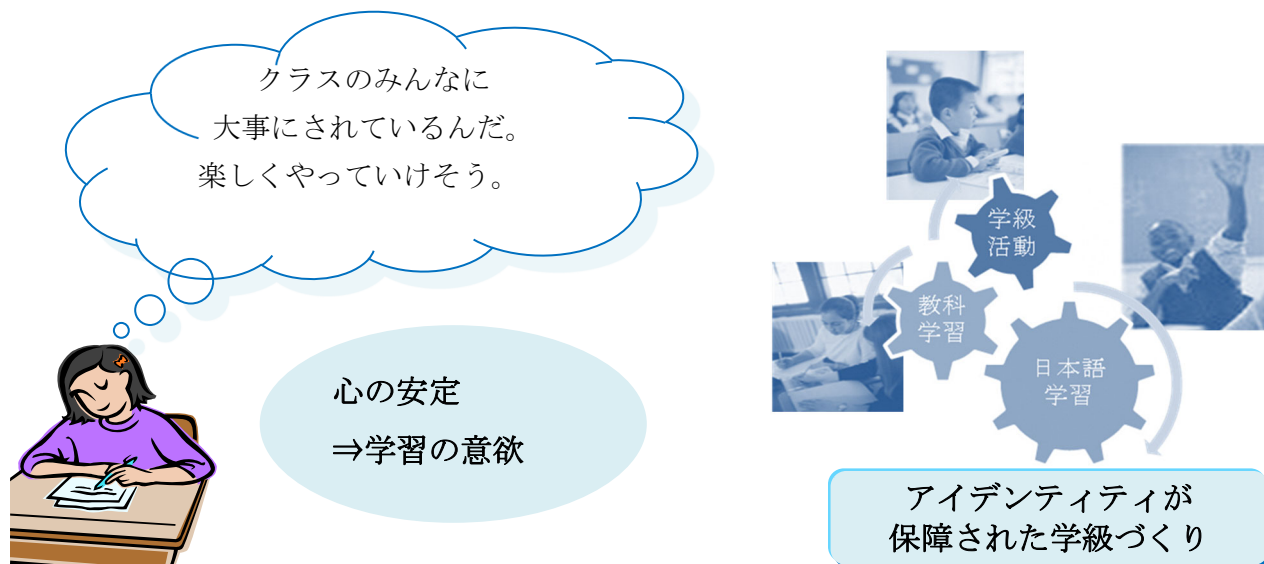 クラスのみんなに
大事にされているんだ。
楽しくやっていけそう。
心の安定
⇒学習の意欲
学級
活動
教科
学習
日本語
学習
アイデンティティが
保障された学級づくり